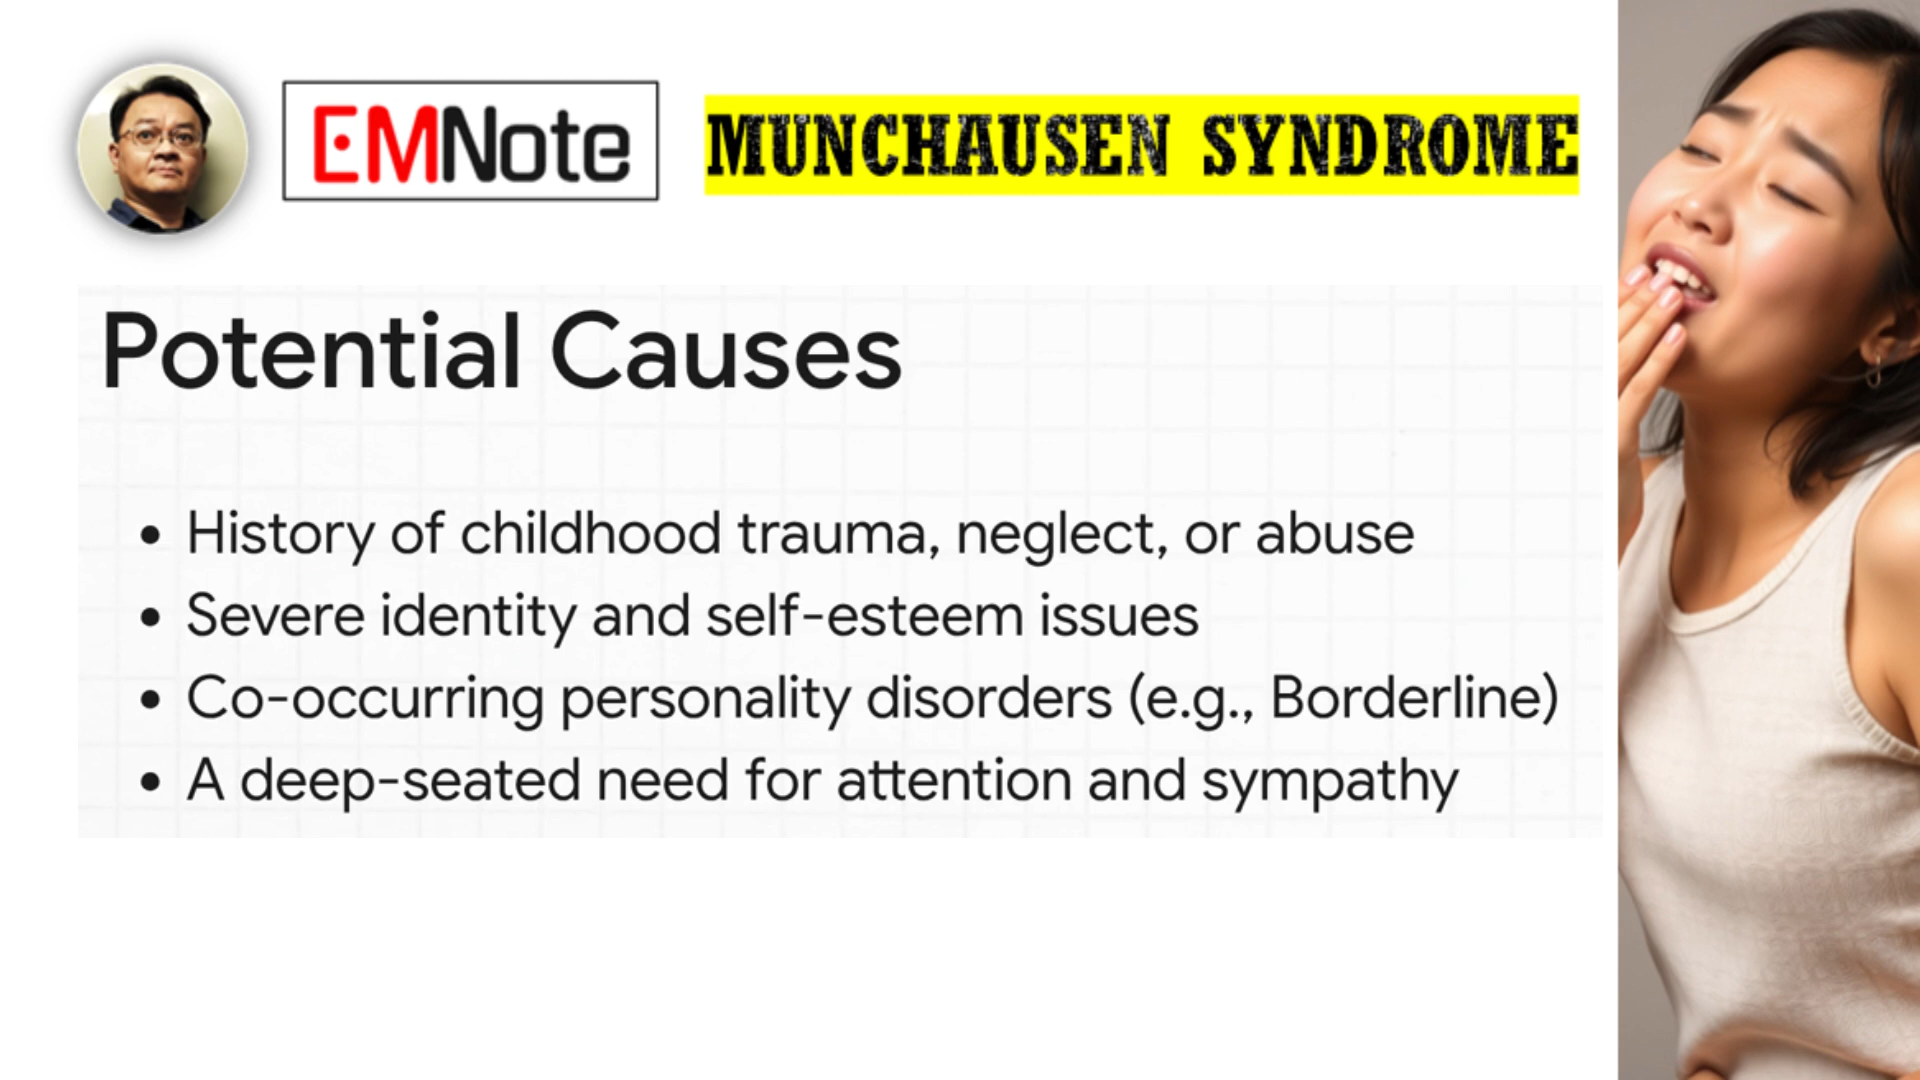 EMNote
MUNCHAUSEN SYNDROME
Potential Causes
• History of childhood trauma, neglect, or abuse
• Severe identity and self-esteem issues
• Co-occurring personality disorders (e.g., Borderline)
• A deep-seated need for attention and sympathy